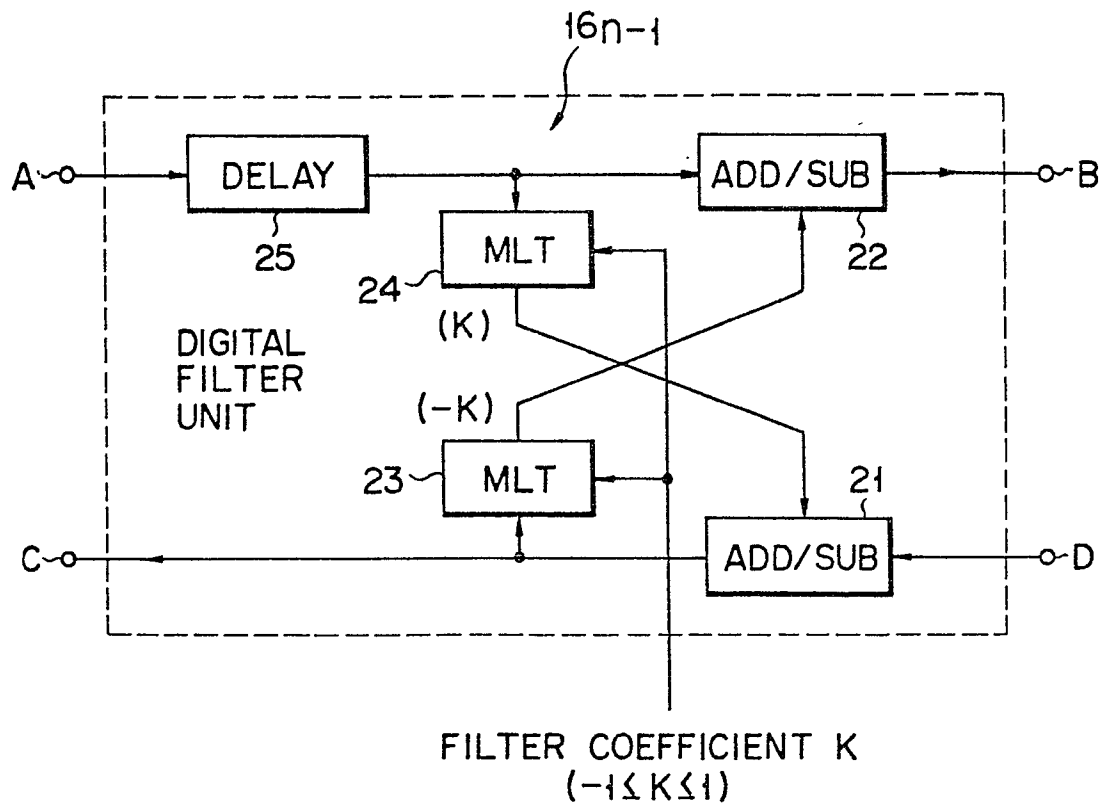 16n-1
A
DELAY
ADD/SUB
B
25
MLT
22
24
(K)
DIGITAL
FILTER
UNIT
(-K)
23
MLT
21
C
ADD/SUB
D
FILTER COEFFICIENT K
(-1≤K≤1)